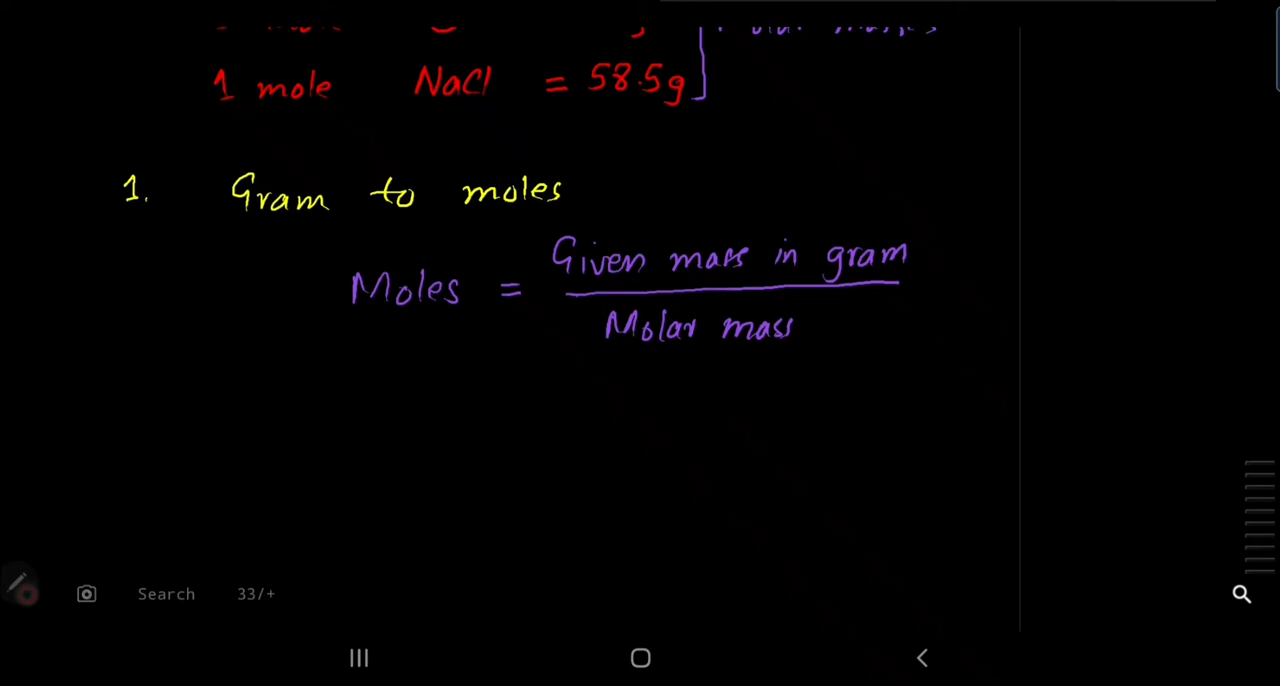 1 mole NaCl = 58.5g
1. Gram to moles
Moles = Given mass in gram
Molar mass
Search 33/+